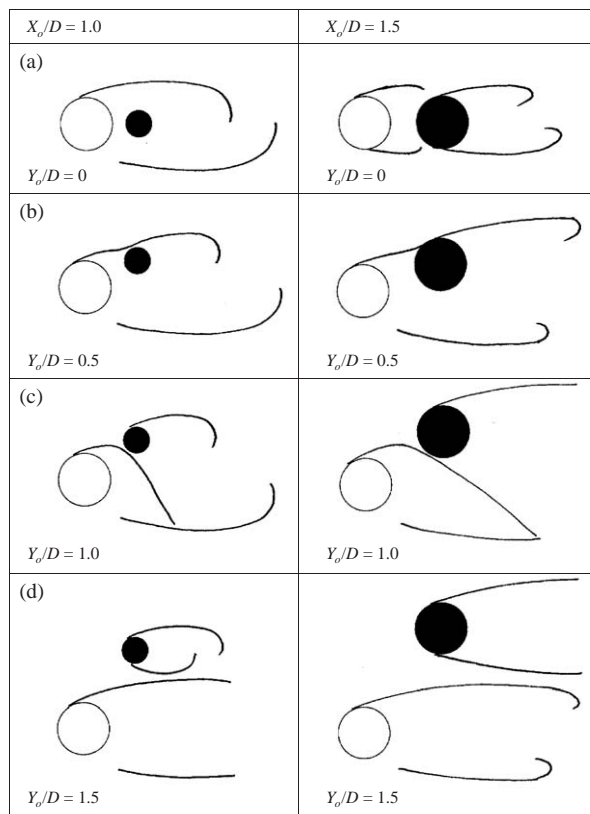 X_o/D = 1.0 X_o/D = 1.5
(a)
Y_o/D = 0 Y_o/D = 0
(b)
Y_o/D = 0.5 Y_o/D = 0.5
(c)
Y_o/D = 1.0 Y_o/D = 1.0
(d)
Y_o/D = 1.5 Y_o/D = 1.5